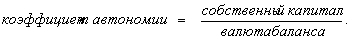 коэффициент автономии = собственный капитал
валюта баланса .